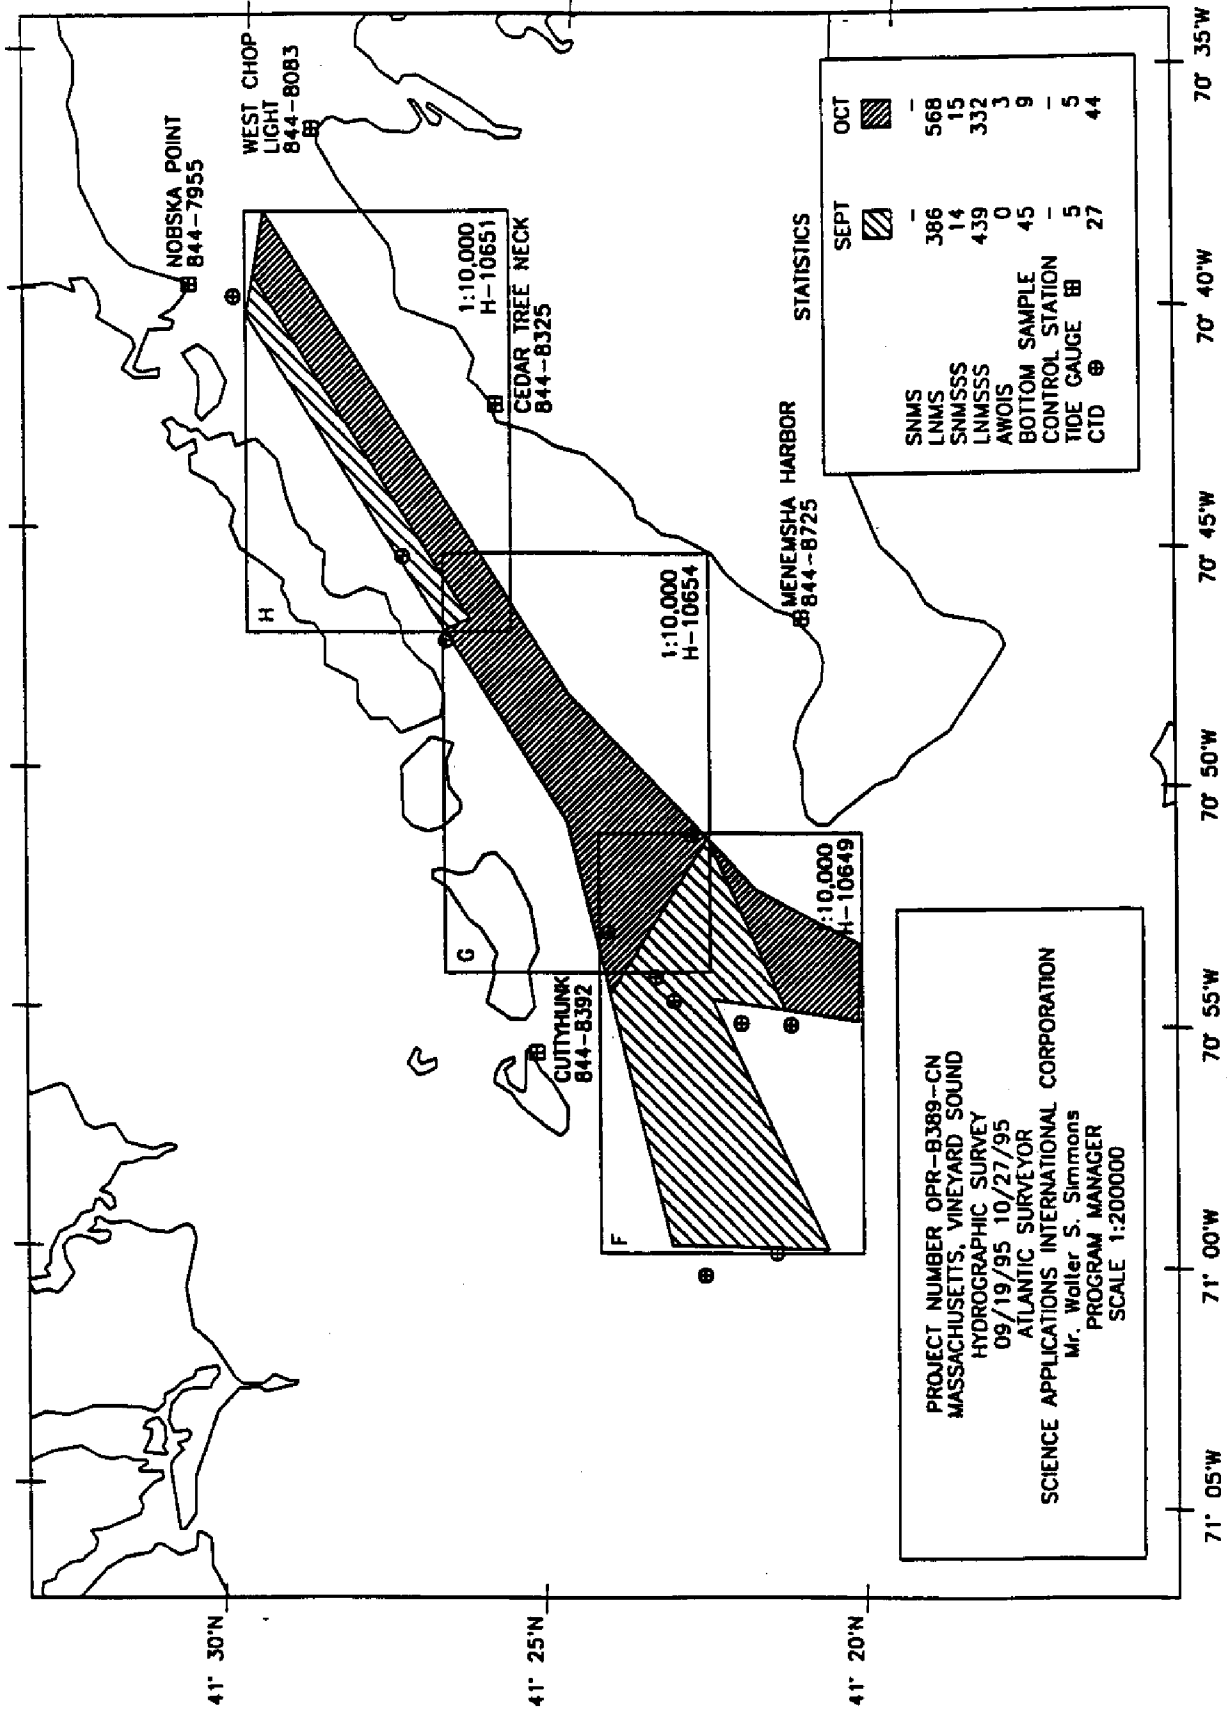 NOBSKA POINT
844-7955
WEST CHOP
LIGHT
844-8083
1:10,000
H-10651
H
CEDAR TREE NECK
844-8325
1:10,000
H-10654
G
MENEMSHA HARBOR
844-8725
CUTTYHUNK
844-8392
:10,000
H-10649
F
STATISTICS
SEPT OCT
SNMS - -
LNMS 386 568
SNMSSS 14 15
LNMSSS 439 332
AWOIS 0 3
BOTTOM SAMPLE 45 9
CONTROL STATION - -
TIDE GAUGE 5 5
CTD 27 44
PROJECT NUMBER OPR-B389-CN
MASSACHUSETTS, VINEYARD SOUND
HYDROGRAPHIC SURVEY
09/19/95 10/27/95
ATLANTIC SURVEYOR
SCIENCE APPLICATIONS INTERNATIONAL CORPORATION
Mr. Walter S. Simmons
PROGRAM MANAGER
SCALE 1:200000
41° 30'N
41° 25'N
41° 20'N
71° 05'W
71° 00'W
70° 55'W
70° 50'W
70° 45'W
70° 40'W
70° 35'W